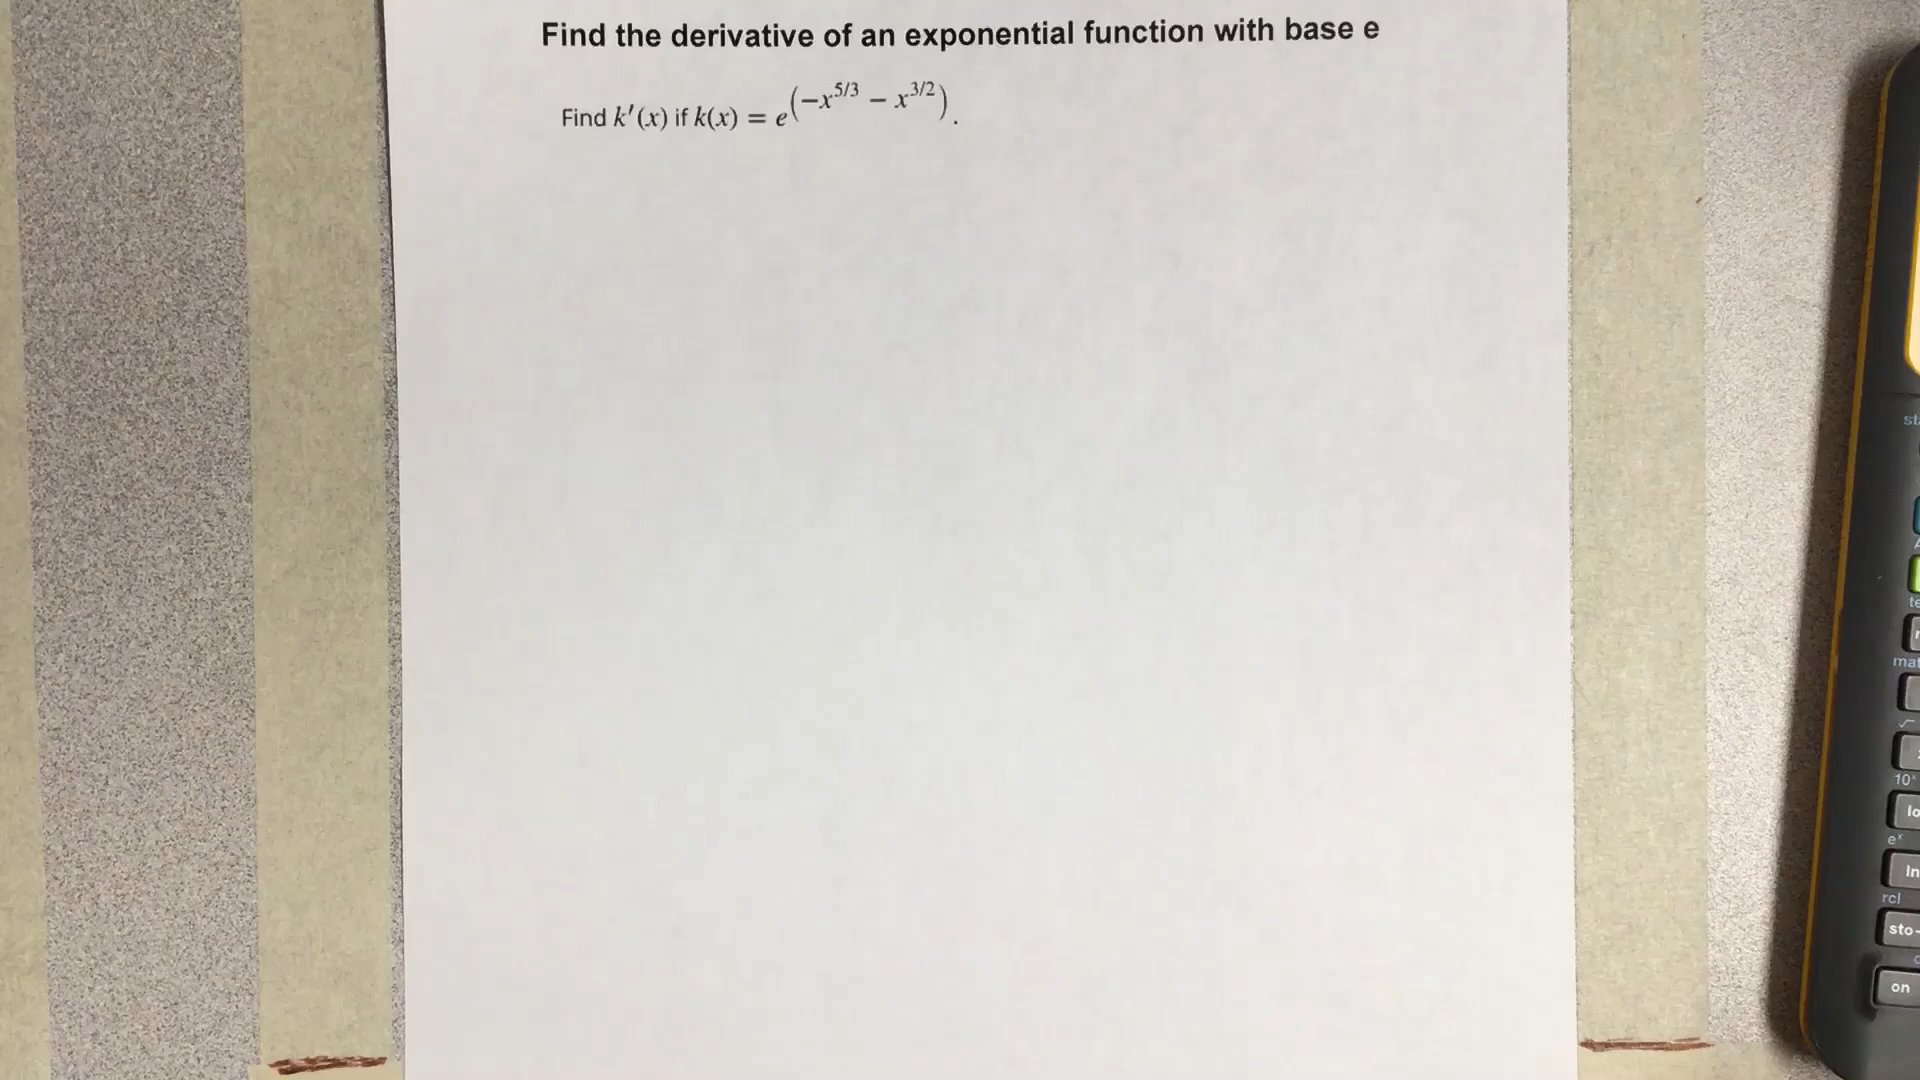 Find the derivative of an exponential function with base e
Find k′(x) if k(x) = e^(−x^5/3 − x^3/2).
√
10ˣ
eˣ
rcl
on